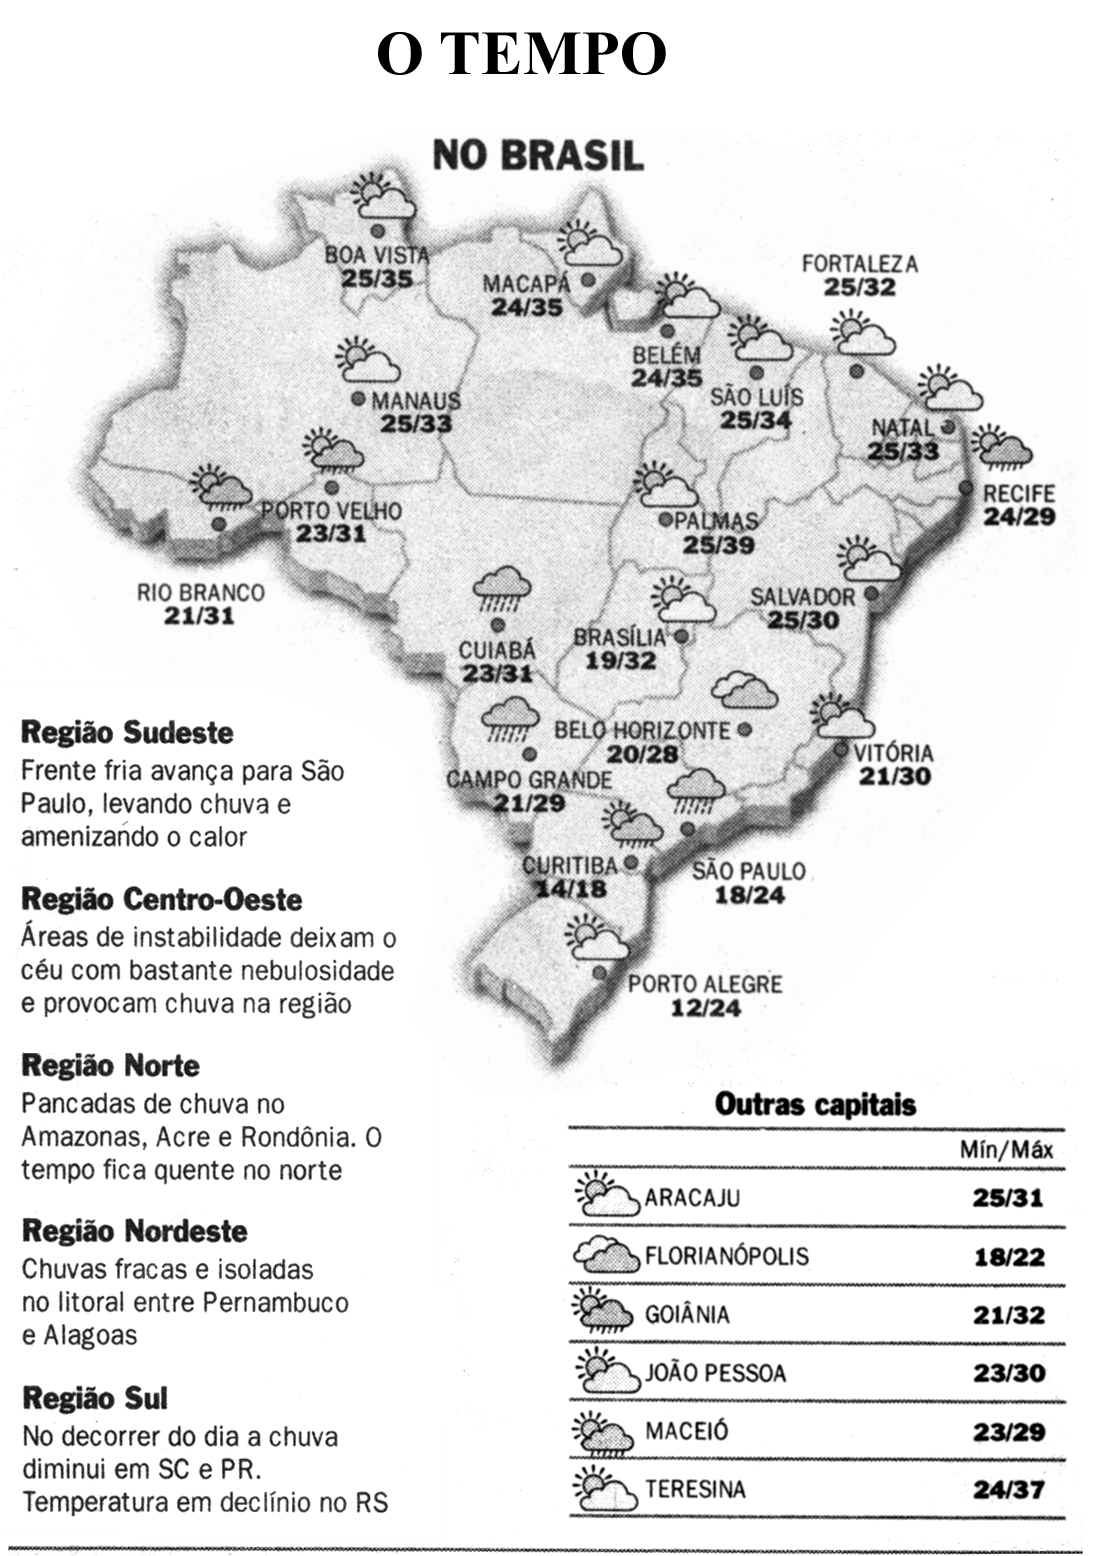 O TEMPO
NO BRASIL
BOA VISTA
25/35
MACAPÁ
24/35
FORTALEZA
25/32
BELÉM
24/35
MANAUS
25/33
SÃO LUÍS
25/34
NATAL
25/33
RECIFE
24/29
PORTO VELHO
23/31
PALMAS
25/39
RIO BRANCO
21/31
SALVADOR
25/30
CUIABÁ
23/31
BRASÍLIA
19/32
BELO HORIZONTE
20/28
VITÓRIA
21/30
CAMPO GRANDE
21/29
CURITIBA
14/18
SÃO PAULO
18/24
PORTO ALEGRE
12/24
Região Sudeste
Frente fria avança para São
Paulo, levando chuva e
amenizando o calor
Região Centro-Oeste
Áreas de instabilidade deixam o
céu com bastante nebulosidade
e provocam chuva na região
Região Norte
Pancadas de chuva no
Amazonas, Acre e Rondônia. O
tempo fica quente no norte
Região Nordeste
Chuvas fracas e isoladas
no litoral entre Pernambuco
e Alagoas
Região Sul
No decorrer do dia a chuva
diminui em SC e PR.
Temperatura em declínio no RS
Outras capitais
Mín/Máx
ARACAJU 25/31
FLORIANÓPOLIS 18/22
GOIÂNIA 21/32
JOÃO PESSOA 23/30
MACEIÓ 23/29
TERESINA 24/37